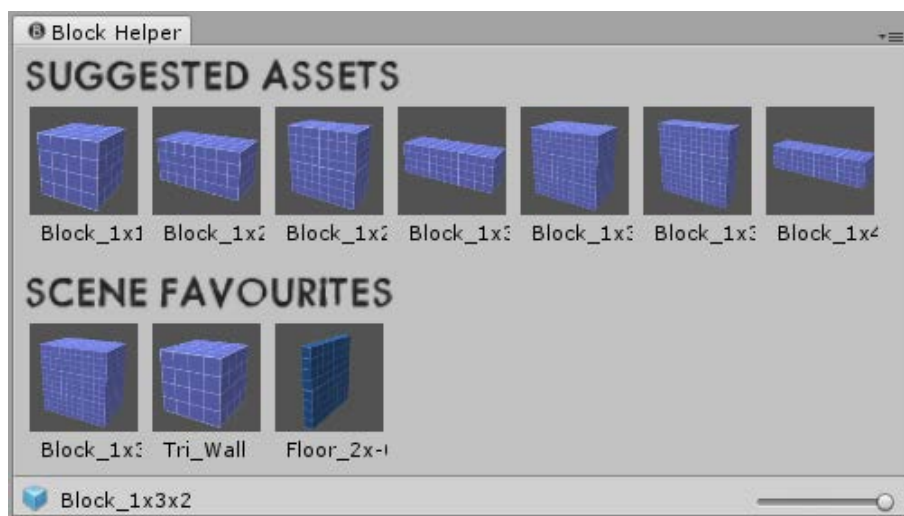 Block Helper
SUGGESTED ASSETS
Block_1x1 Block_1x2 Block_1x2 Block_1x3 Block_1x3 Block_1x3 Block_1x4
SCENE FAVOURITES
Block_1x3 Tri_Wall Floor_2x-
Block_1x3x2